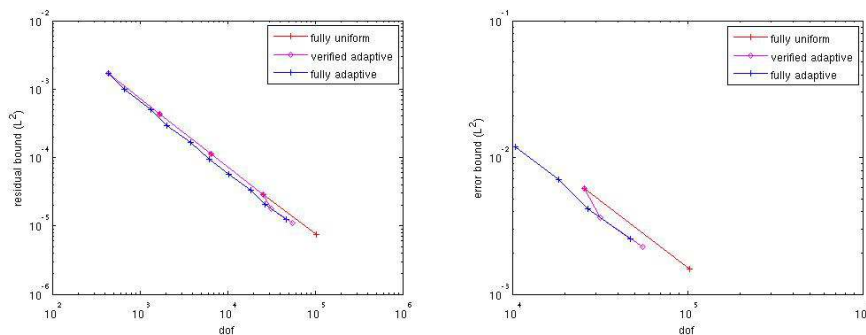 10^-2
10^-3
10^-4
10^-5
10^-6
residual bound (L^2)
10^2
10^3
10^4
10^5
10^6
dof
fully uniform
verified adaptive
fully adaptive
10^-1
10^-2
10^-3
error bound (L^2)
10^4
10^5
10
dof
fully uniform
verified adaptive
fully adaptive